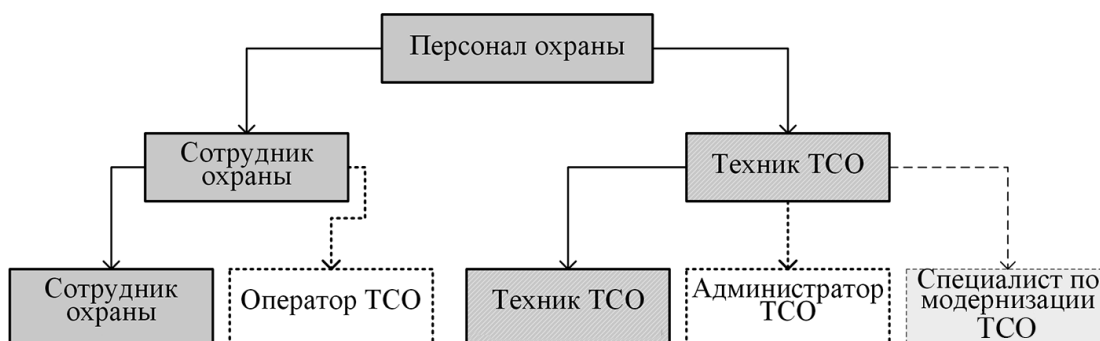 Персонал охраны
Сотрудник
охраны
Техник ТСО
Сотрудник
охраны
Оператор ТСО
Техник ТСО
Администратор
ТСО
Специалист по
модернизации
ТСО